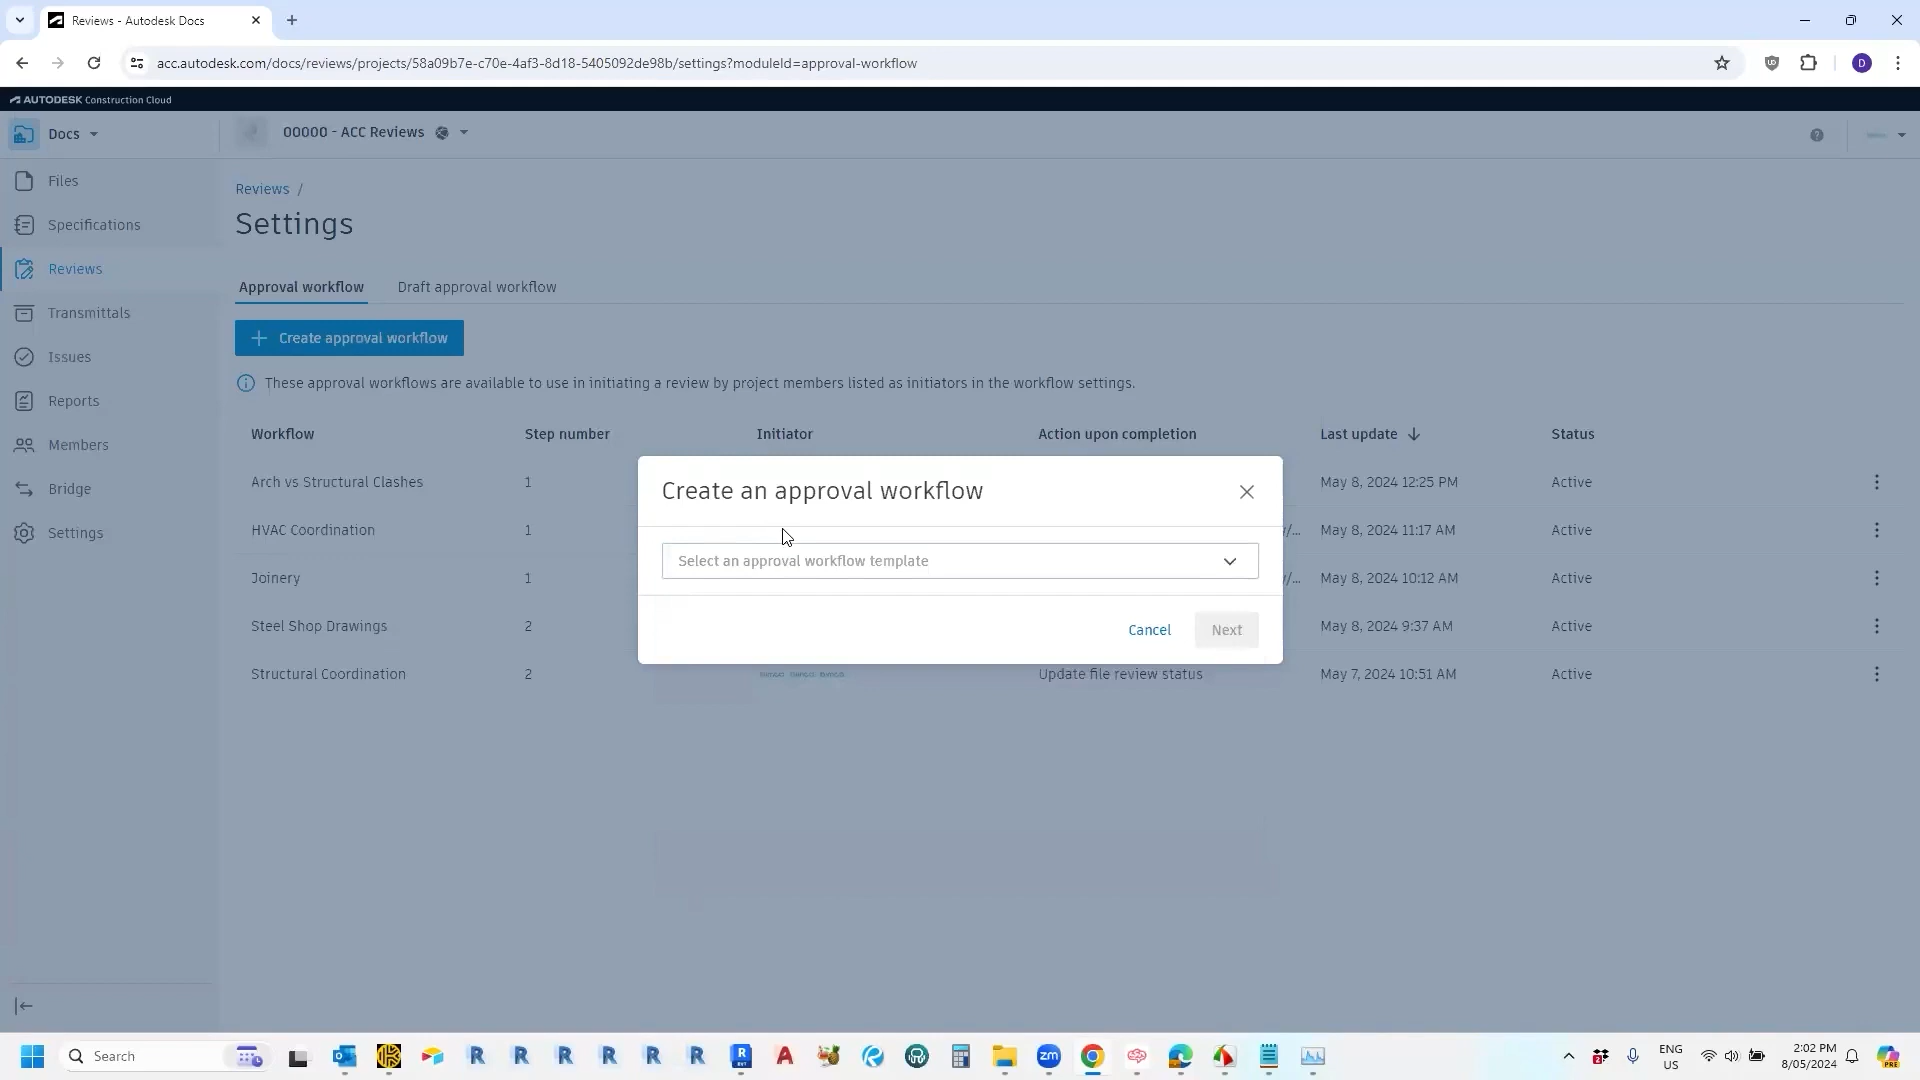 Reviews - Autodesk Docs
acc.autodesk.com/docs/reviews/projects/58a09b7e-c70e-4af3-8d18-5405092de98b/settings?moduleId=approval-workflow
D
AUTODESK Construction Cloud
Docs
00000 - ACC Reviews
Files
Specifications
Reviews
Transmittals
Issues
Reports
Members
Bridge
Settings
Reviews /
Settings
Approval workflow Draft approval workflow
Create approval workflow
These approval workflows are available to use in initiating a review by project members listed as initiators in the workflow settings.
Workflow Step number Initiator Action upon completion Last update Status
Arch vs Structural Clashes 1 May 8, 2024 12:25 PM Active
HVAC Coordination 1 /... May 8, 2024 11:17 AM Active
Joinery 1 /... May 8, 2024 10:12 AM Active
Steel Shop Drawings 2 May 8, 2024 9:37 AM Active
Structural Coordination 2 Update file review status May 7, 2024 10:51 AM Active
Create an approval workflow
Select an approval workflow template
Cancel Next
Search
zm
ENG
US
2:02 PM
8/05/2024
PRE